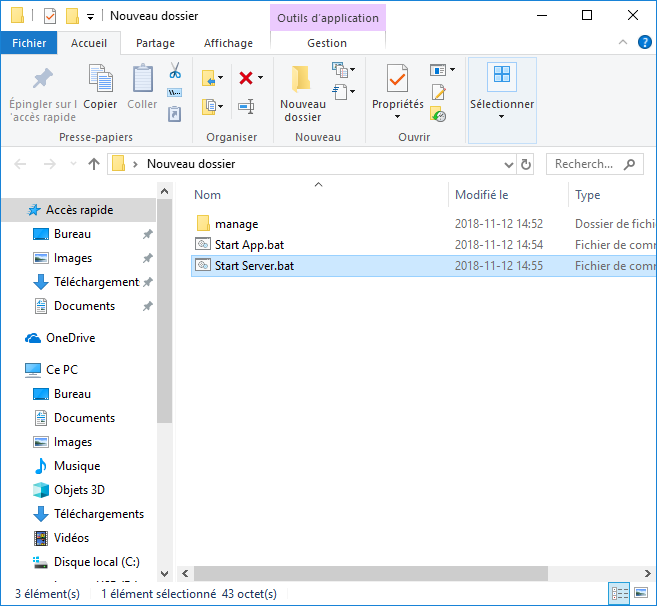 Nouveau dossier
Outils d'application
Fichier Accueil Partage Affichage Gestion
Épingler sur l'accès rapide
Copier
Coller
Nouveau dossier
Propriétés
Sélectionner
Presse-papiers Organiser Nouveau Ouvrir
Nouveau dossier
Recherch...
Nom Modifié le Type
manage 2018-11-12 14:52 Dossier de fichi
Start App.bat 2018-11-12 14:54 Fichier de comm
Start Server.bat 2018-11-12 14:55 Fichier de comm
Accès rapide
Bureau
Images
Téléchargement
Documents
OneDrive
Ce PC
Bureau
Documents
Images
Musique
Objets 3D
Téléchargements
Vidéos
Disque local (C:)
3 élément(s) 1 élément sélectionné 43 octet(s)